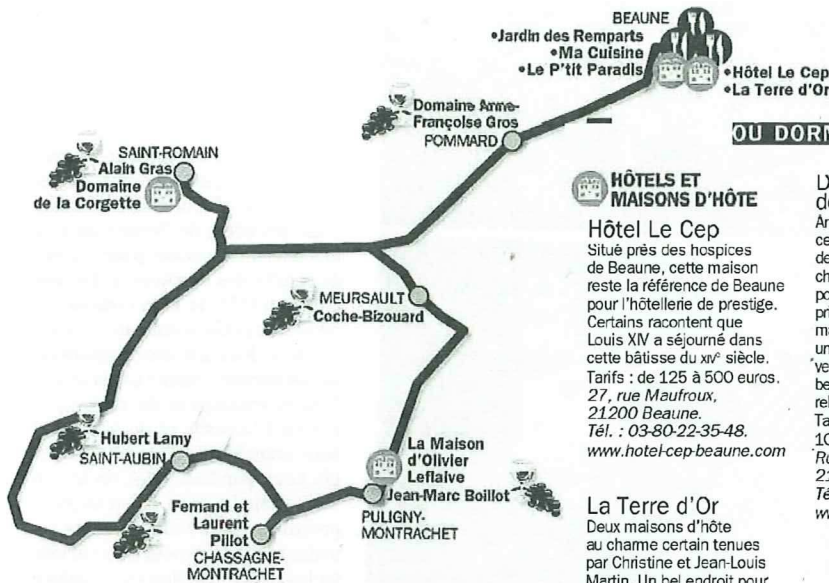 BEAUNE
•Jardin des Remparts
•Ma Cuisine
•Le P'tit Paradis
•Hôtel Le Cep
•La Terre d'Or
Domaine Anne-
Françoise Gros
POMMARD
SAINT-ROMAIN
Alain Gras
Domaine
de la Corgette
MEURSAULT
Coche-Bizouard
Hubert Lamy
SAINT-AUBIN
La Maison
d'Olivier
Leflaive
Jean-Marc Boillot
PULIGNY-
MONTRACHET
Fernand et
Laurent
Pillot
CHASSAGNE-
MONTRACHET
OU DORM
HÔTELS ET
MAISONS D'HÔTE
Hôtel Le Cep
Situé près des hospices
de Beaune, cette maison
reste la référence de Beaune
pour l'hôtellerie de prestige.
Certains racontent que
Louis XIV a séjourné dans
cette bâtisse du XIVe siècle.
Tarifs : de 125 à 500 euros.
27, rue Maufroux,
21200 Beaune.
Tél. : 03-80-22-35-48.
www.hotel-cep-beaune.com
La Terre d'Or
Deux maisons d'hôte
au charme certain tenues
par Christine et Jean-Louis
Martin. Un bel endroit pour